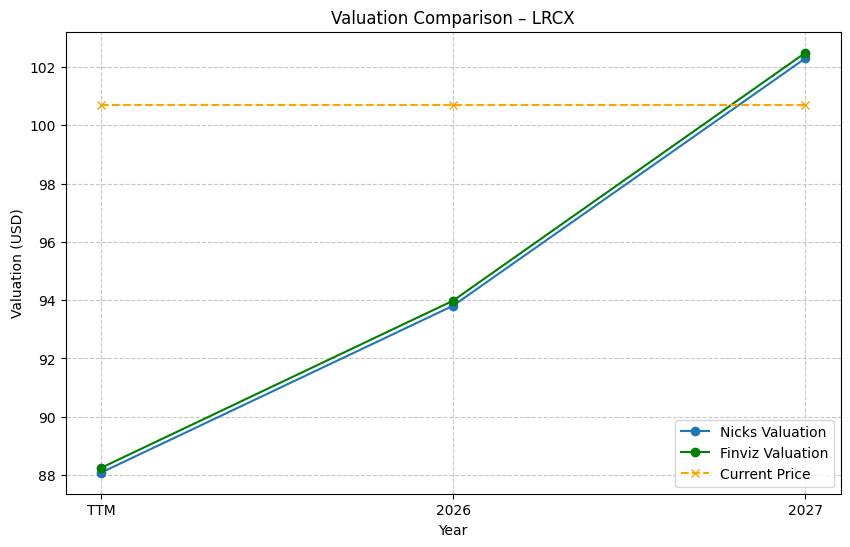 Valuation Comparison – LRCX
Valuation (USD)
102
100
98
96
94
92
90
88
TTM
2026
2027
Year
Nicks Valuation
Finviz Valuation
Current Price